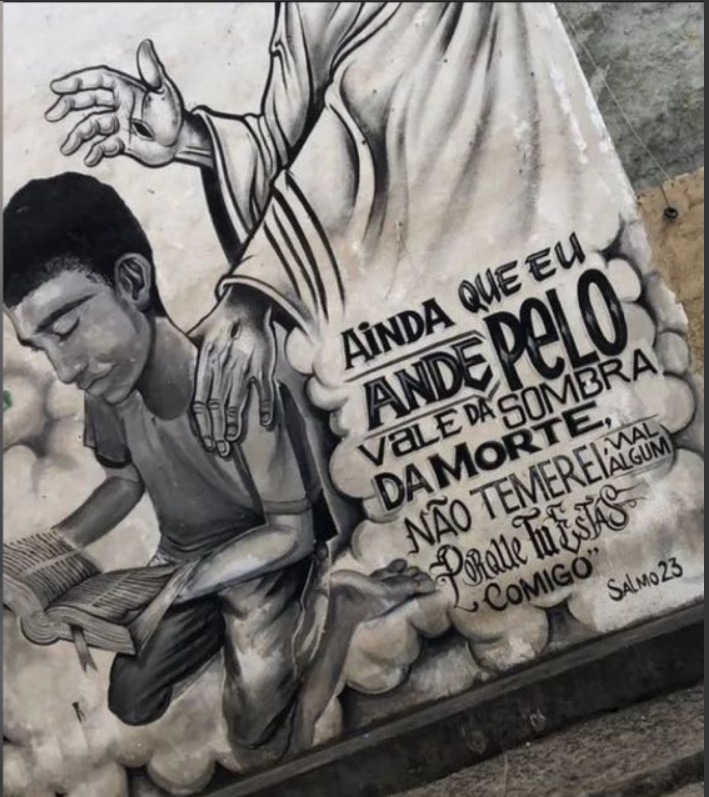 AINDA QUE EU
ANDE PELO
VALE DA SOMBRA
DA MORTE,
NÃO TEMEREI MAL ALGUM
PORQUE TU ESTÁS
COMIGO"
SALMO 23